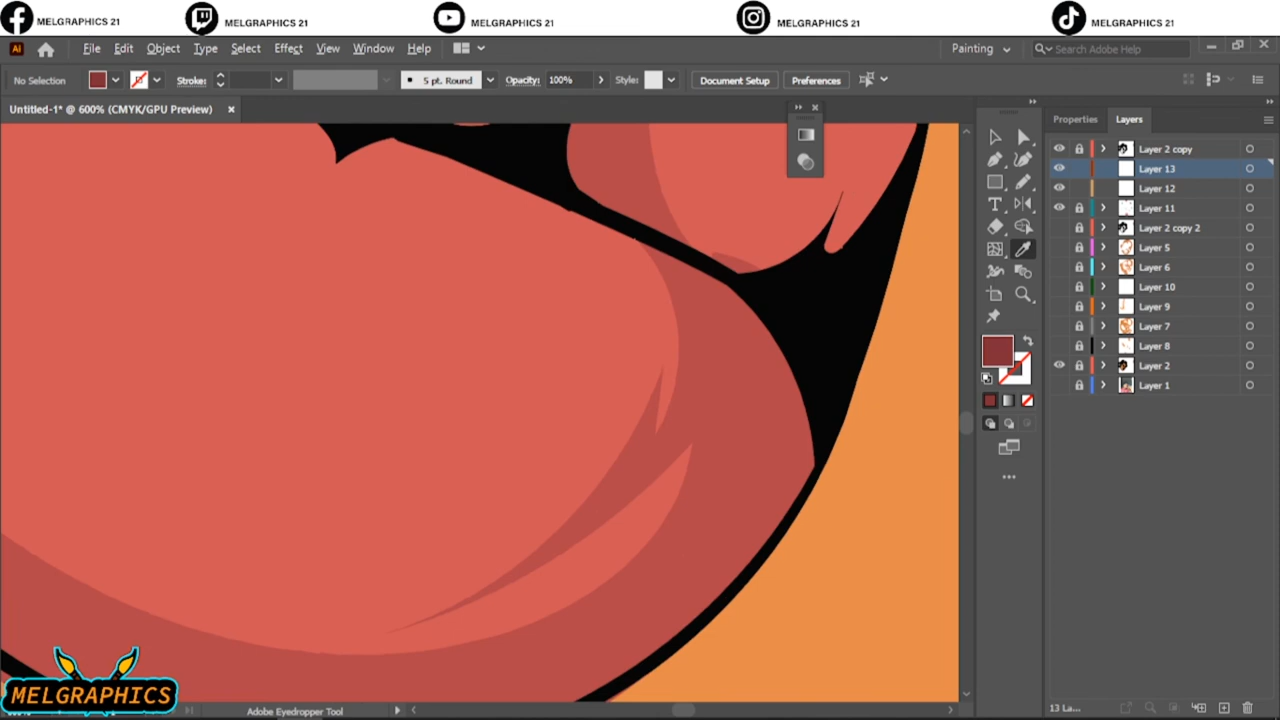 MELGRAPHICS 21 MELGRAPHICS 21 MELGRAPHICS 21 MELGRAPHICS 21 MELGRAPHICS 21
Ai File Edit Object Type Select Effect View Window Help Painting Search Adobe Help
No Selection Stroke: 5 pt. Round Opacity: 100% Style: Document Setup Preferences
Untitled-1* @ 600% (CMYK/GPU Preview)
Properties Layers
Layer 2 copy
Layer 13
Layer 12
Layer 11
Layer 2 copy 2
Layer 5
Layer 6
Layer 10
Layer 9
Layer 7
Layer 8
Layer 2
Layer 1
MELGRAPHICS
Adobe Eyedropper Tool
13 La...